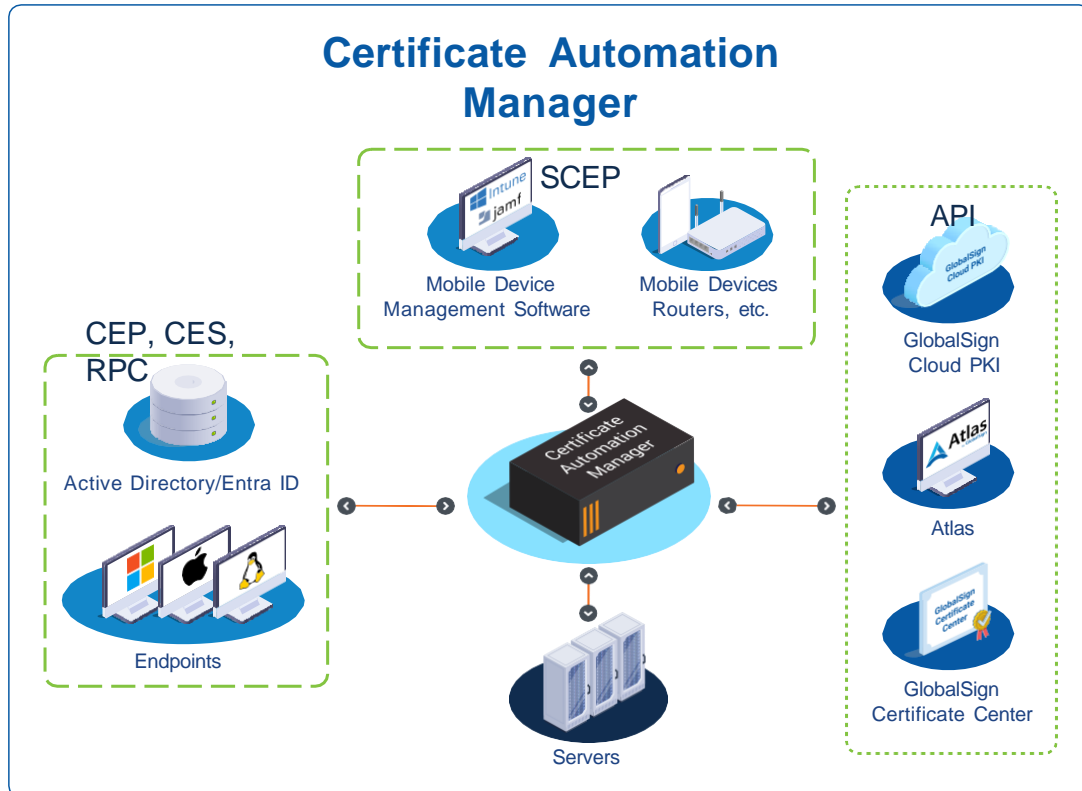 Certificate Automation
Manager
SCEP
Intune
jamf
Mobile Device
Management Software
Mobile Devices
Routers, etc.
API
GlobalSign
Cloud PKI
GlobalSign
Cloud PKI
CEP, CES,
RPC
Active Directory/Entra ID
Endpoints
Certificate
Automation
Manager
Atlas
Atlas
GlobalSign
Certificate
Center
GlobalSign
Certificate Center
Servers